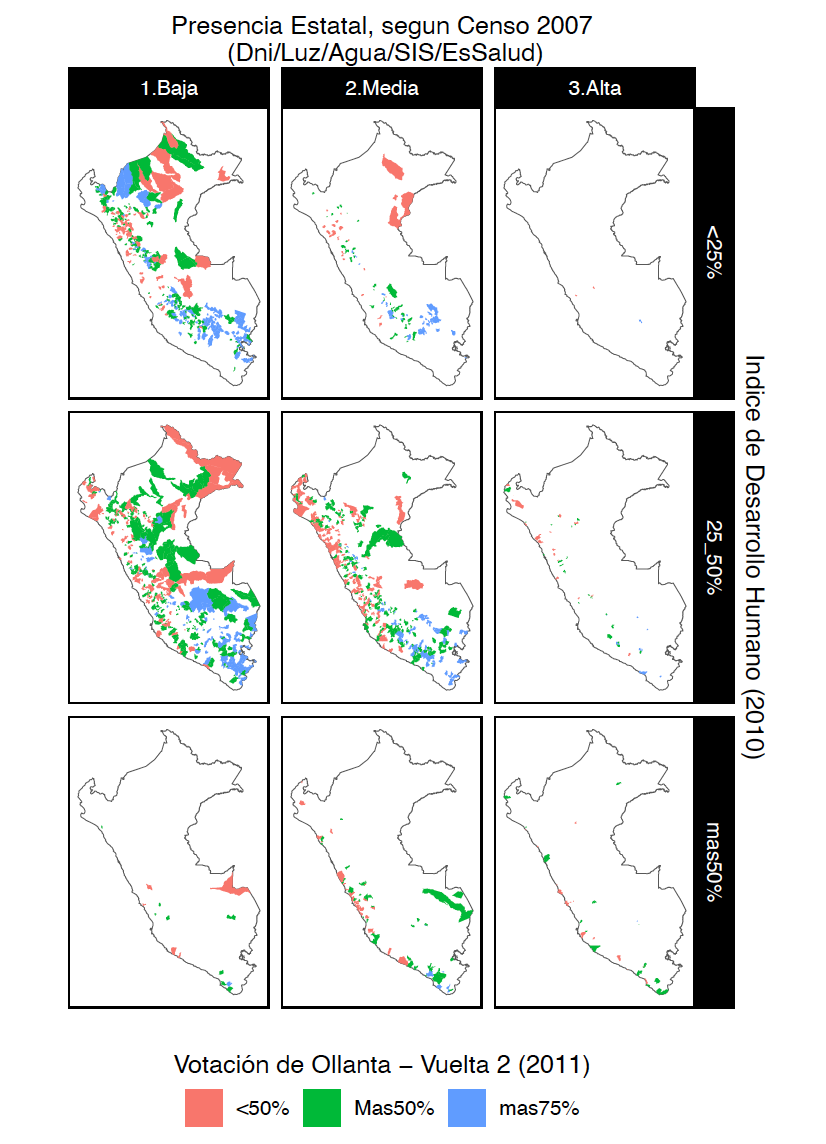 Presencia Estatal, segun Censo 2007
(Dni/Luz/Agua/SIS/EsSalud)
1.Baja
2.Media
3.Alta
<25%
25_50%
mas50%
Indice de Desarrollo Humano (2010)
Votación de Ollanta − Vuelta 2 (2011)
<50%
Mas50%
mas75%